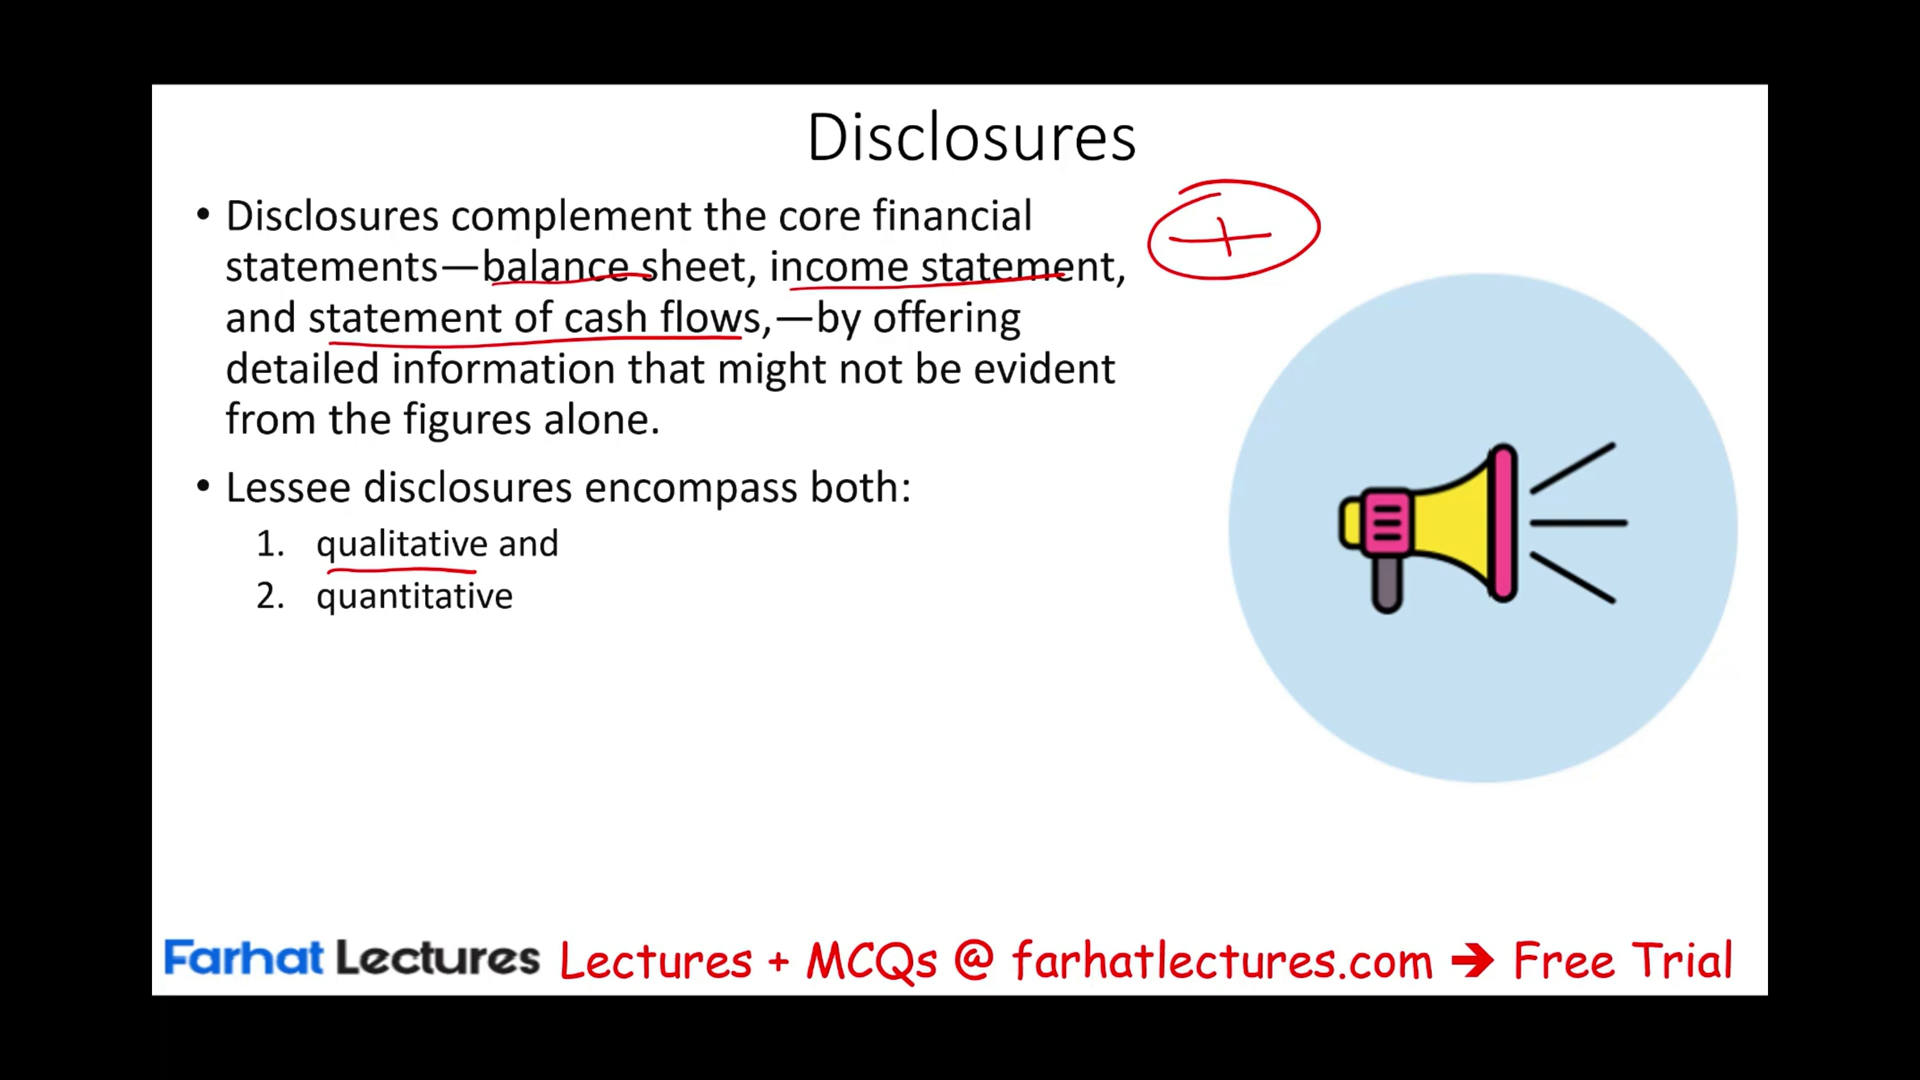 Disclosures
• Disclosures complement the core financial
statements—balance sheet, income statement,
and statement of cash flows,—by offering
detailed information that might not be evident
from the figures alone.
• Lessee disclosures encompass both:
1. qualitative and
2. quantitative
+
Farhat Lectures Lectures + MCQs @ farhatlectures.com ➔ Free Trial